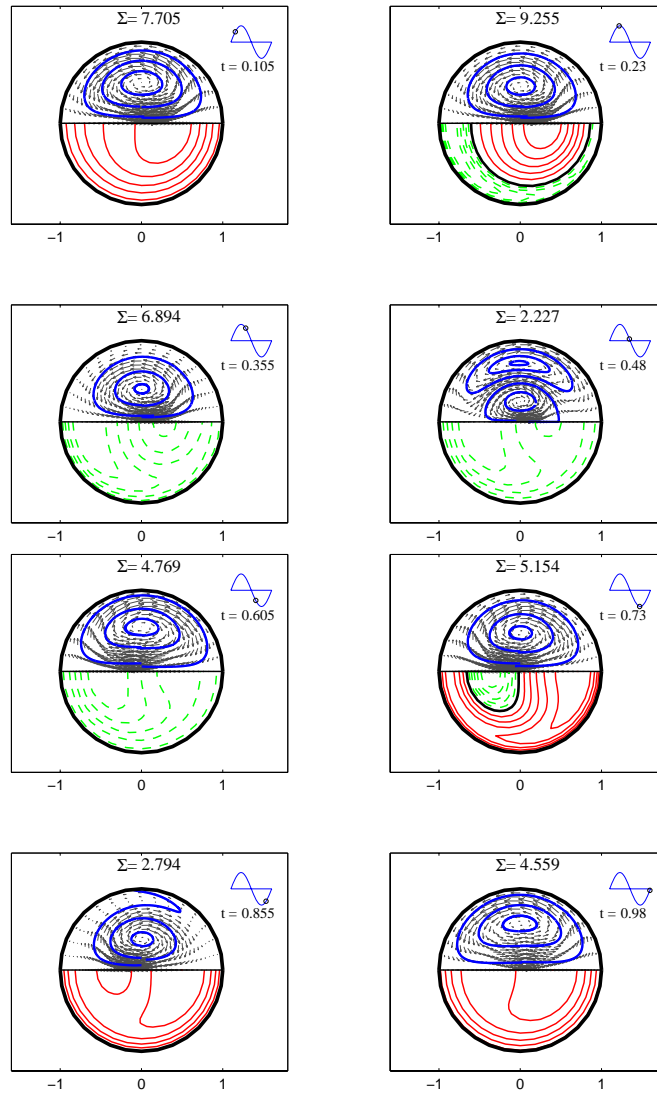 Σ= 7.705
t = 0.105
−1 0 1
Σ= 9.255
t = 0.23
−1 0 1
Σ= 6.894
t = 0.355
−1 0 1
Σ= 2.227
t = 0.48
−1 0 1
Σ= 4.769
t = 0.605
−1 0 1
Σ= 5.154
t = 0.73
−1 0 1
Σ= 2.794
t = 0.855
−1 0 1
Σ= 4.559
t = 0.98
−1 0 1